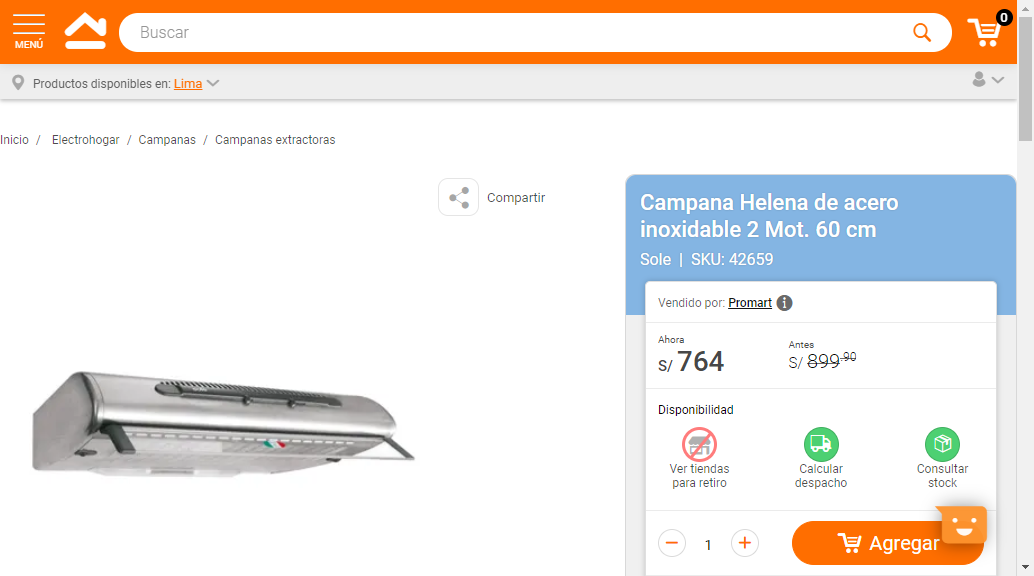 MENÚ
Buscar
0
Productos disponibles en: Lima
Inicio / Electrohogar / Campanas / Campanas extractoras
Compartir
Campana Helena de acero
inoxidable 2 Mot. 60 cm
Sole | SKU: 42659
Vendido por: Promart
Ahora
S/ 764
Antes
S/ 899.90
Disponibilidad
Ver tiendas
para retiro
Calcular
despacho
Consultar
stock
1
Agregar